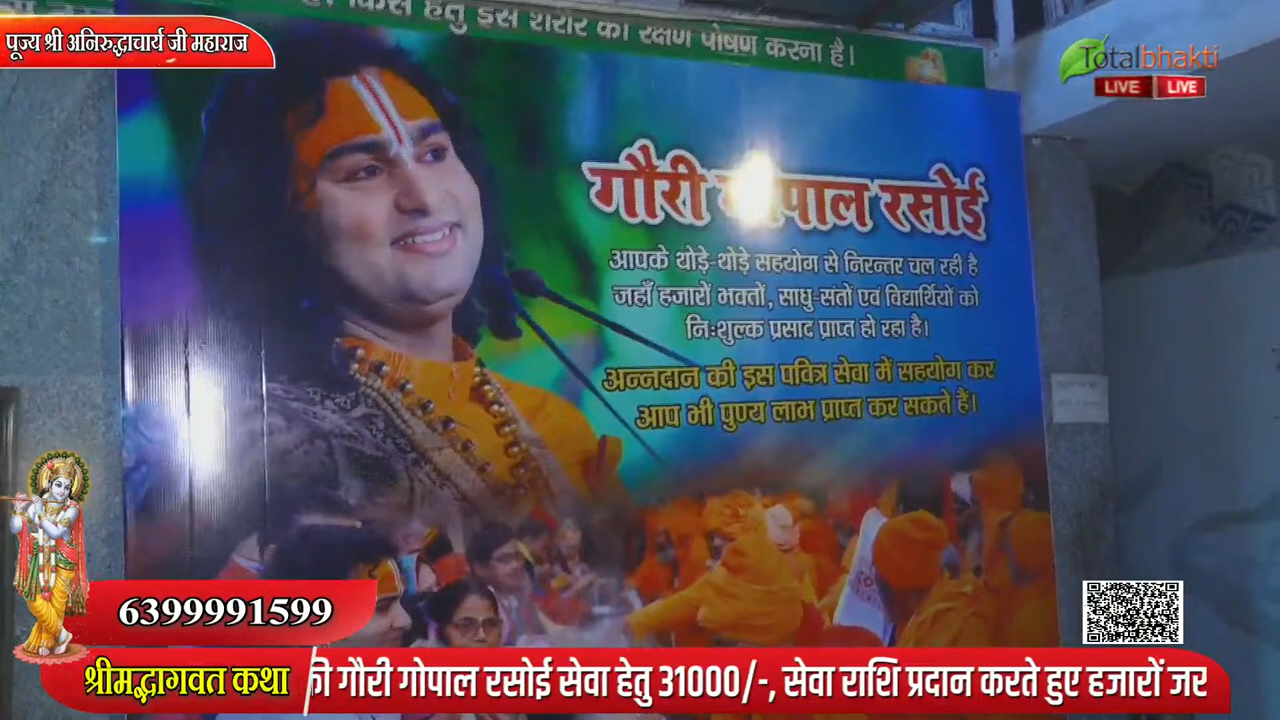 पूज्य श्री अनिरुद्धाचार्य जी महाराज
किस हेतु इस शरीर का रक्षण पोषण करना है।
Totalbhakti
LIVE LIVE
गौरी गोपाल रसोई
आपके थोड़े-थोड़े सहयोग से निरन्तर चल रही है
जहाँ हजारों भक्तों, साधु-संतों एवं विद्यार्थियों को
निःशुल्क प्रसाद प्राप्त हो रहा है।
अन्नदान की इस पवित्र सेवा में सहयोग कर
आप भी पुण्य लाभ प्राप्त कर सकते हैं।
6399991599
श्रीमद्भागवत कथा
की गौरी गोपाल रसोई सेवा हेतु 31000/-, सेवा राशि प्रदान करते हुए हजारों जर